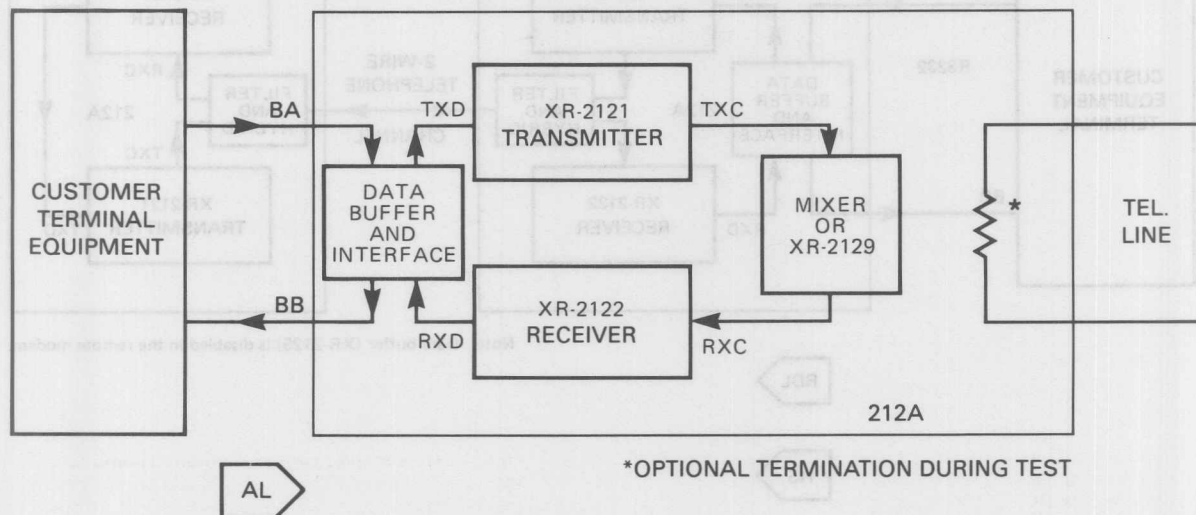 BA
TXD
XR-2121
TRANSMITTER
TXC
CUSTOMER
TERMINAL
EQUIPMENT
DATA
BUFFER
AND
INTERFACE
MIXER
OR
XR-2129
*
TEL.
LINE
BB
RXD
XR-2122
RECEIVER
RXC
212A
*OPTIONAL TERMINATION DURING TEST
AL